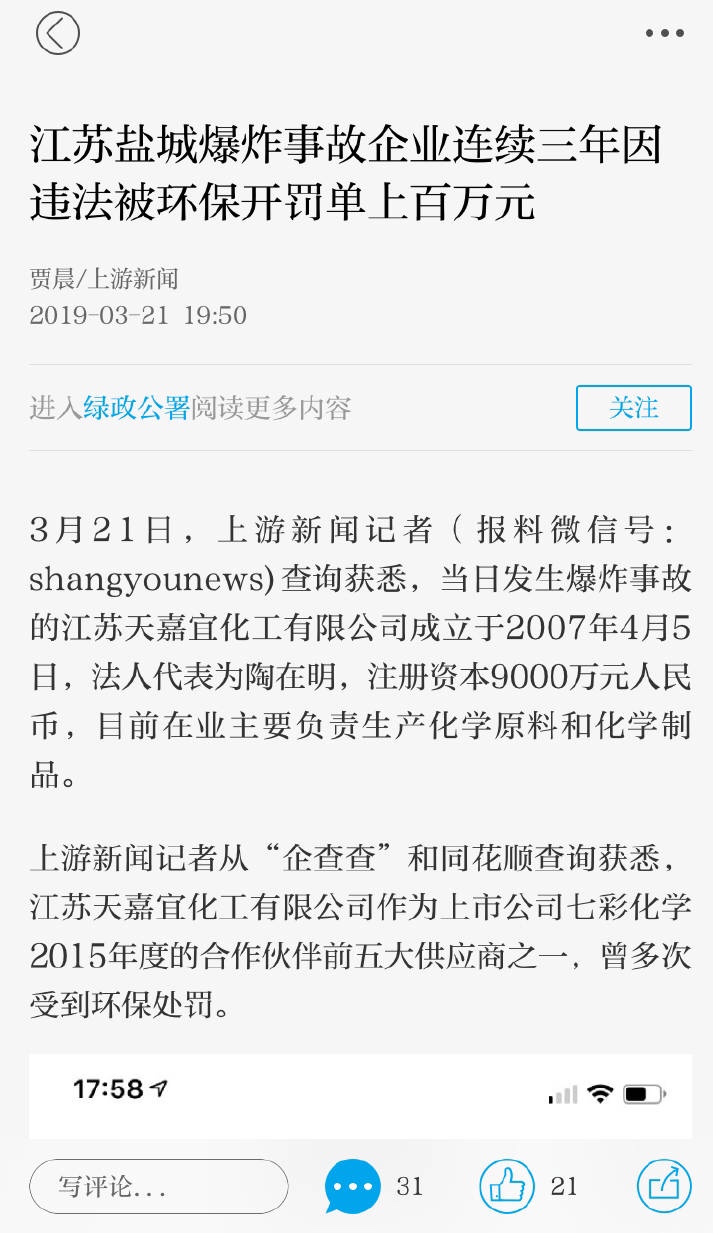 江苏盐城爆炸事故企业连续三年因
违法被环保开罚单上百万元
贾晨/上游新闻
2019-03-21 19:50
进入绿政公署阅读更多内容
关注
3月21日，上游新闻记者（报料微信号：
shangyounews)查询获悉，当日发生爆炸事故
的江苏天嘉宜化工有限公司成立于2007年4月5
日，法人代表为陶在明，注册资本9000万元人民
币，目前在业主要负责生产化学原料和化学制
品。
上游新闻记者从“企查查”和同花顺查询获悉，
江苏天嘉宜化工有限公司作为上市公司七彩化学
2015年度的合作伙伴前五大供应商之一，曾多次
受到环保处罚。
17:58
写评论...
31
21